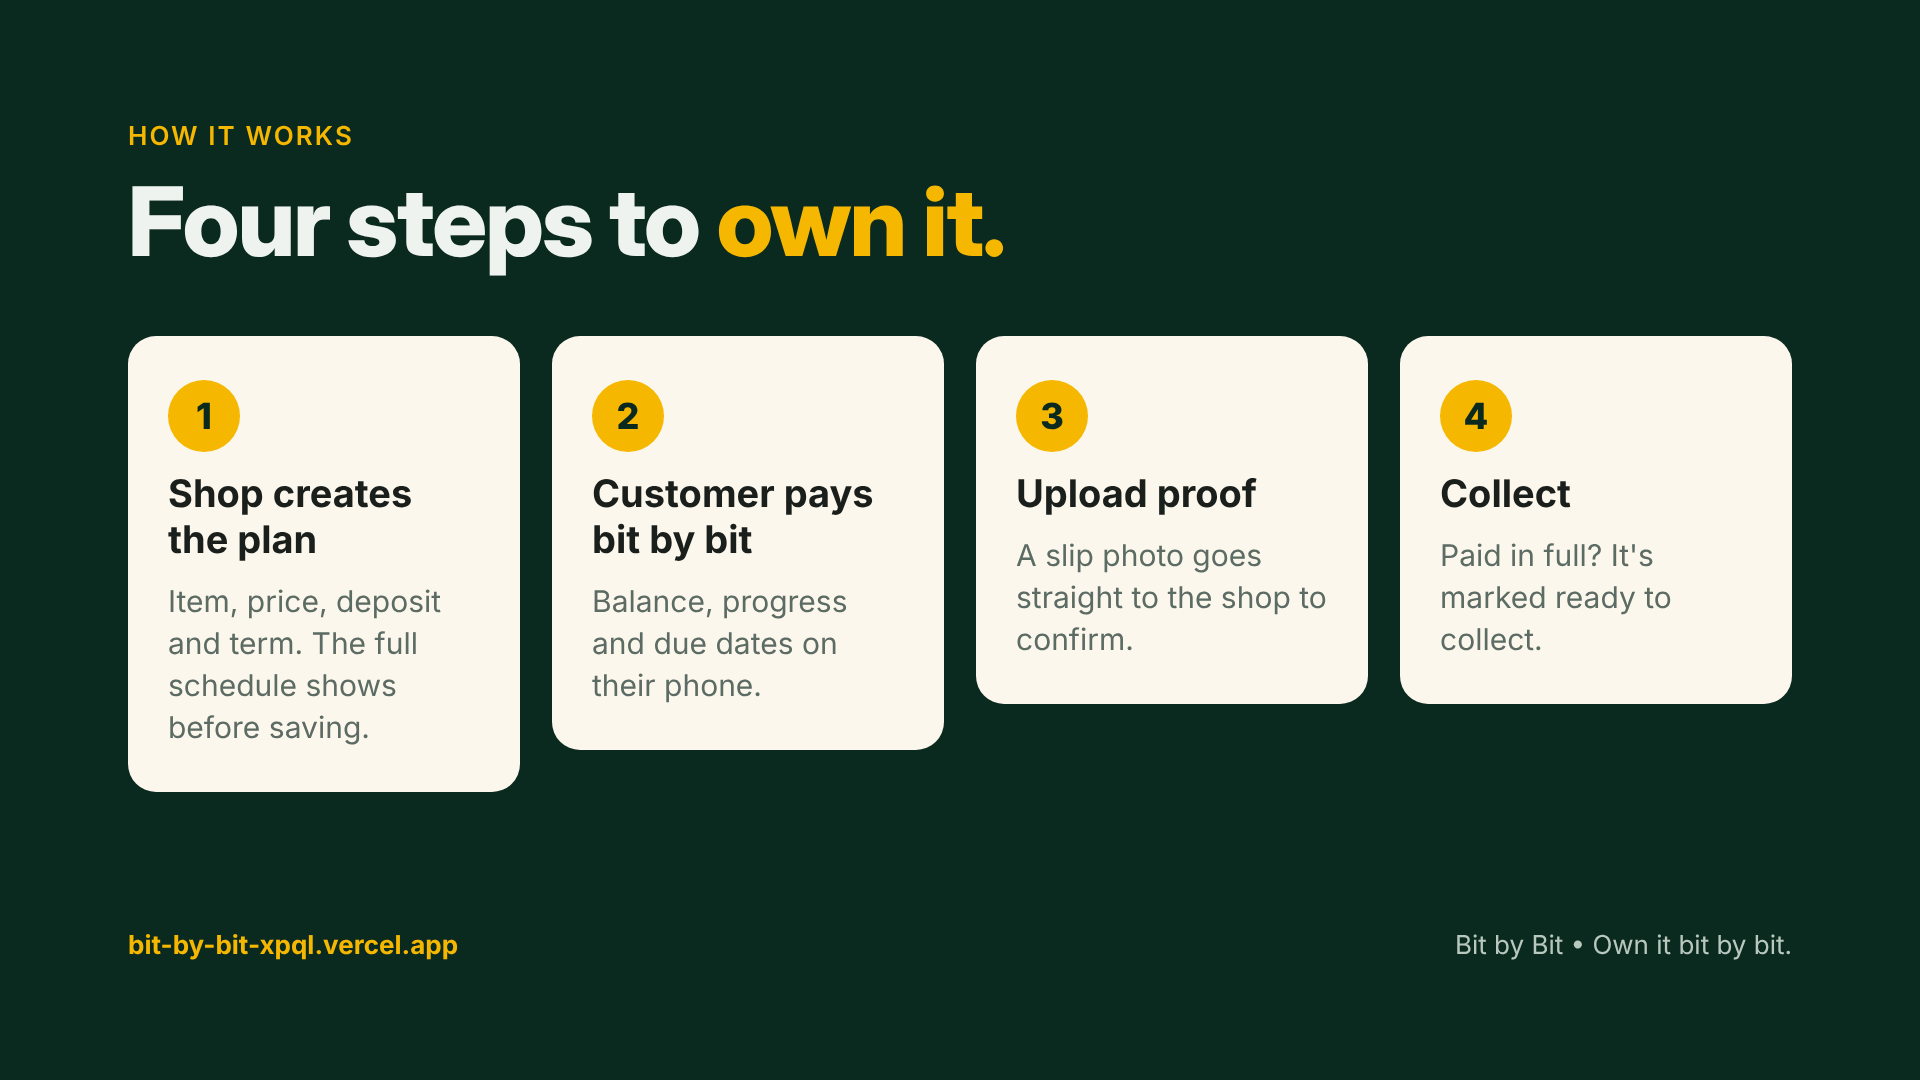 HOW IT WORKS
Four steps to own it.
1
Shop creates
the plan
Item, price, deposit
and term. The full
schedule shows
before saving.
2
Customer pays
bit by bit
Balance, progress
and due dates on
their phone.
3
Upload proof
A slip photo goes
straight to the shop to
confirm.
4
Collect
Paid in full? It's
marked ready to
collect.
bit-by-bit-xpql.vercel.app
Bit by Bit • Own it bit by bit.